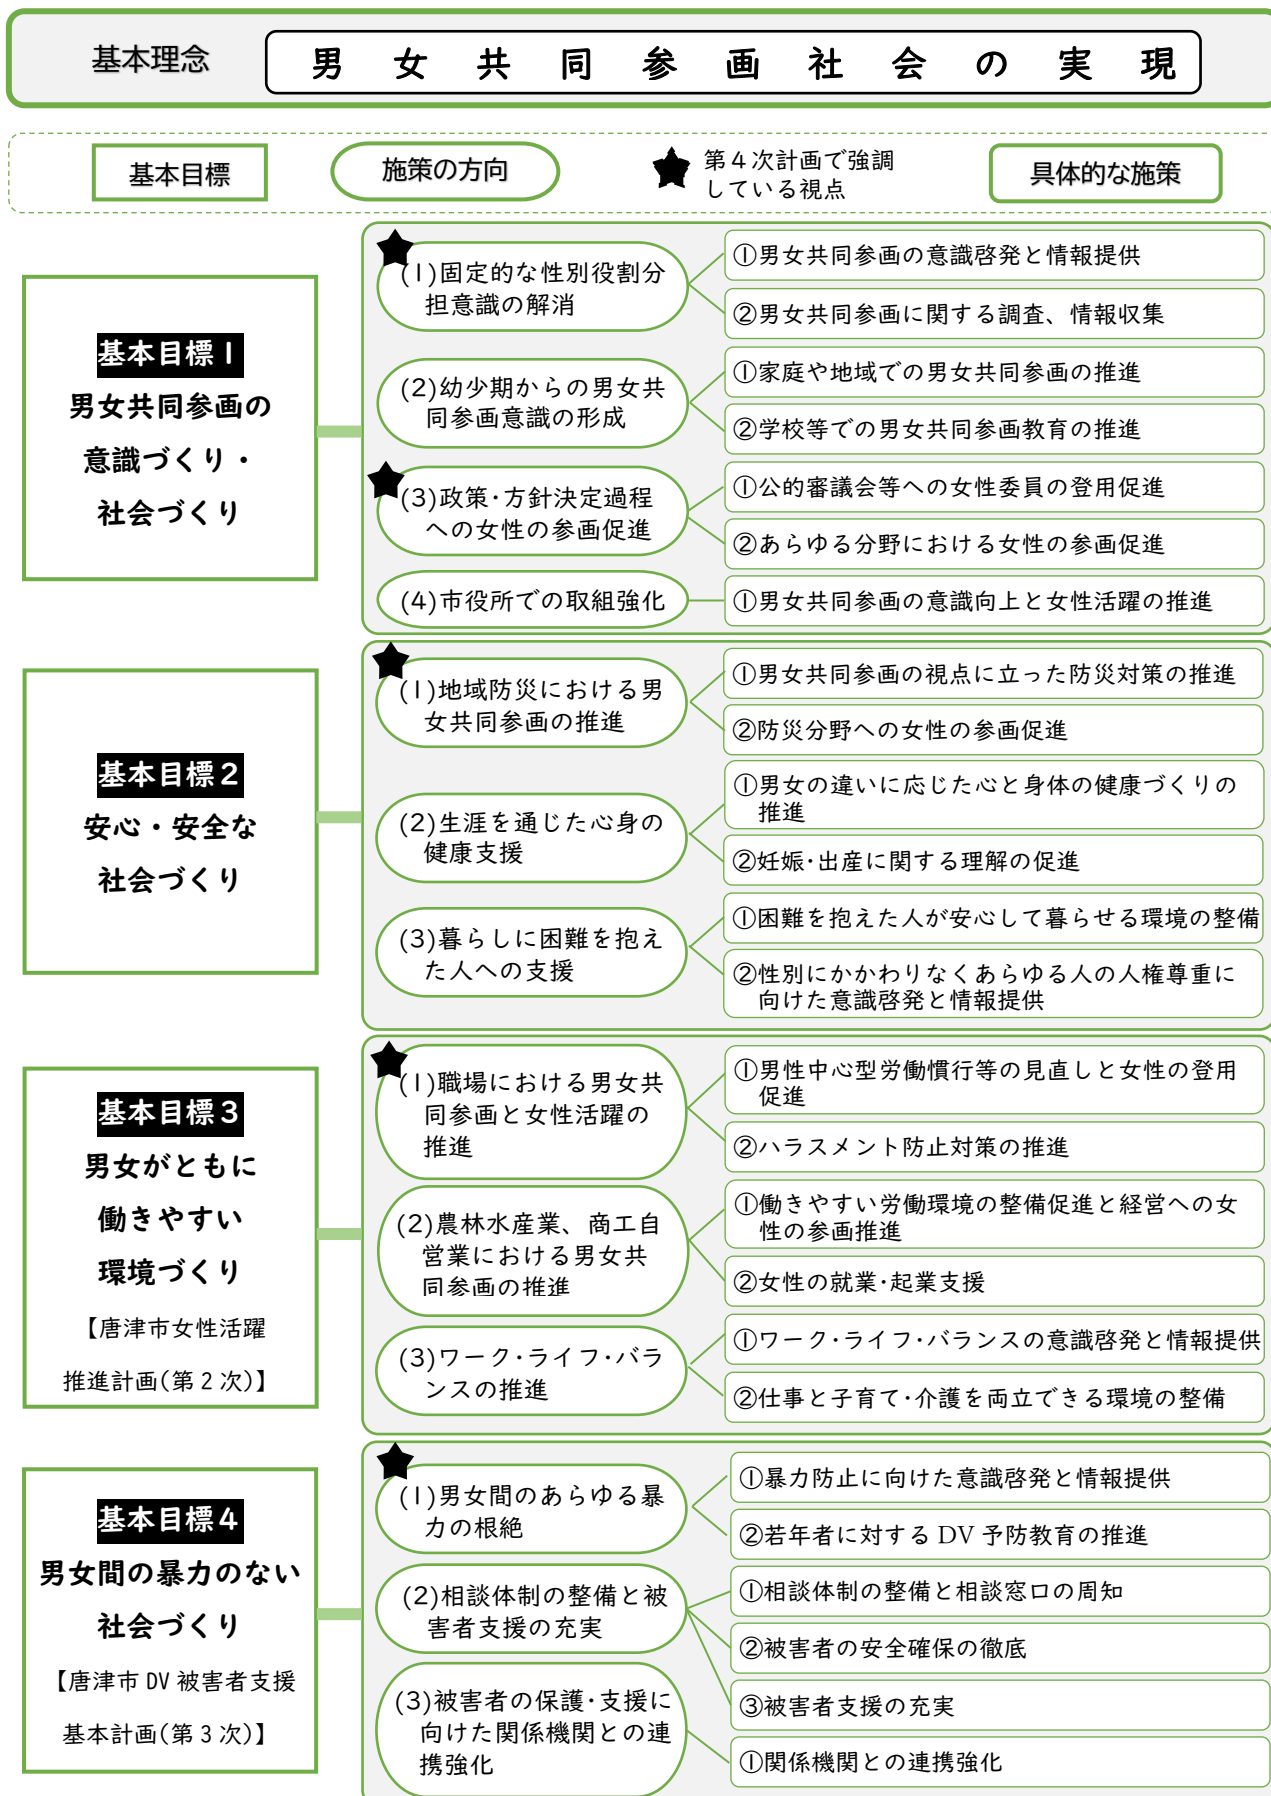 基本理念
男女共同参画社会の実現
基本目標
施策の方向
第４次計画で強調
している視点
具体的な施策
基本目標１
男女共同参画の
意識づくり・
社会づくり
(1)固定的な性別役割分
担意識の解消
①男女共同参画の意識啓発と情報提供
②男女共同参画に関する調査、情報収集
(2)幼少期からの男女共
同参画意識の形成
①家庭や地域での男女共同参画の推進
②学校等での男女共同参画教育の推進
(3)政策・方針決定過程
への女性の参画促進
①公的審議会等への女性委員の登用促進
②あらゆる分野における女性の参画促進
(4)市役所での取組強化
①男女共同参画の意識向上と女性活躍の推進
基本目標２
安心・安全な
社会づくり
(1)地域防災における男
女共同参画の推進
①男女共同参画の視点に立った防災対策の推進
②防災分野への女性の参画促進
(2)生涯を通じた心身の
健康支援
①男女の違いに応じた心と身体の健康づくりの
推進
②妊娠・出産に関する理解の促進
(3)暮らしに困難を抱え
た人への支援
①困難を抱えた人が安心して暮らせる環境の整備
②性別にかかわりなくあらゆる人の人権尊重に
向けた意識啓発と情報提供
基本目標３
男女がともに
働きやすい
環境づくり
【唐津市女性活躍
推進計画(第２次)】
(1)職場における男女共
同参画と女性活躍の
推進
①男性中心型労働慣行等の見直しと女性の登用
促進
②ハラスメント防止対策の推進
(2)農林水産業、商工自
営業における男女共
同参画の推進
①働きやすい労働環境の整備促進と経営への女
性の参画推進
②女性の就業・起業支援
(3)ワーク・ライフ・バラ
ンスの推進
①ワーク・ライフ・バランスの意識啓発と情報提供
②仕事と子育て・介護を両立できる環境の整備
基本目標４
男女間の暴力のない
社会づくり
【唐津市 DV 被害者支援
基本計画(第３次)】
(1)男女間のあらゆる暴
力の根絶
①暴力防止に向けた意識啓発と情報提供
②若年者に対する DV 予防教育の推進
(2)相談体制の整備と被
害者支援の充実
①相談体制の整備と相談窓口の周知
②被害者の安全確保の徹底
③被害者支援の充実
(3)被害者の保護・支援に
向けた関係機関との連
携強化
①関係機関との連携強化